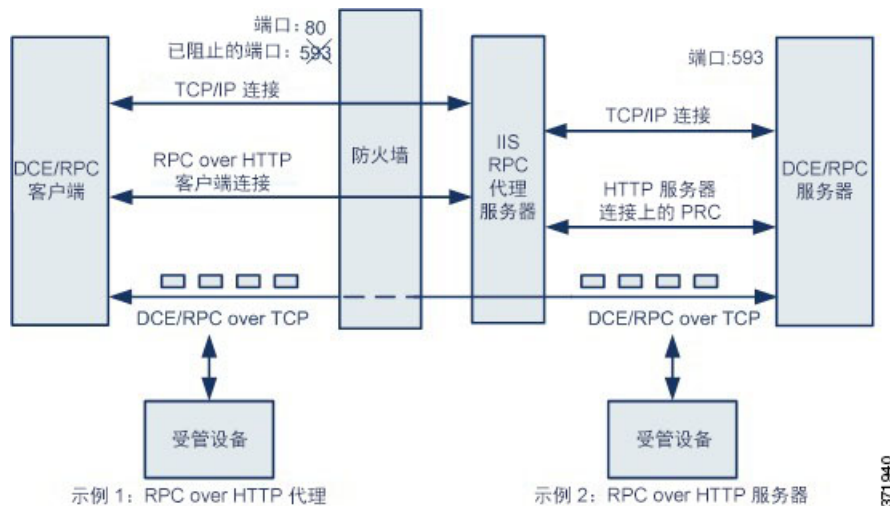 端口：80
已阻止的端口：593
端口:593
TCP/IP 连接
TCP/IP 连接
DCE/RPC
客户端
RPC over HTTP
客户端连接
防火墙
IIS
RPC
代理
服务器
HTTP 服务器
连接上的 PRC
DCE/RPC
服务器
DCE/RPC over TCP
DCE/RPC over TCP
受管设备
受管设备
示例 1：RPC over HTTP 代理
示例 2：RPC over HTTP 服务器
371949